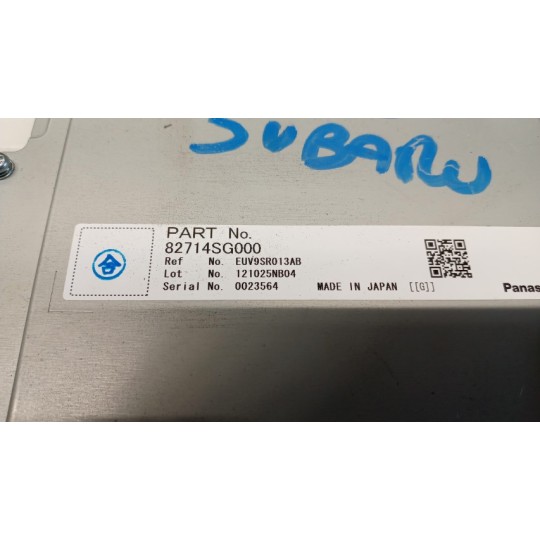 SUBARU
合
PART No.
82714SG000
Ref No. EUV9SR013AB
Lot No. 121025NB04
Serial No. 0023564 MADE IN JAPAN [[G]] Panas